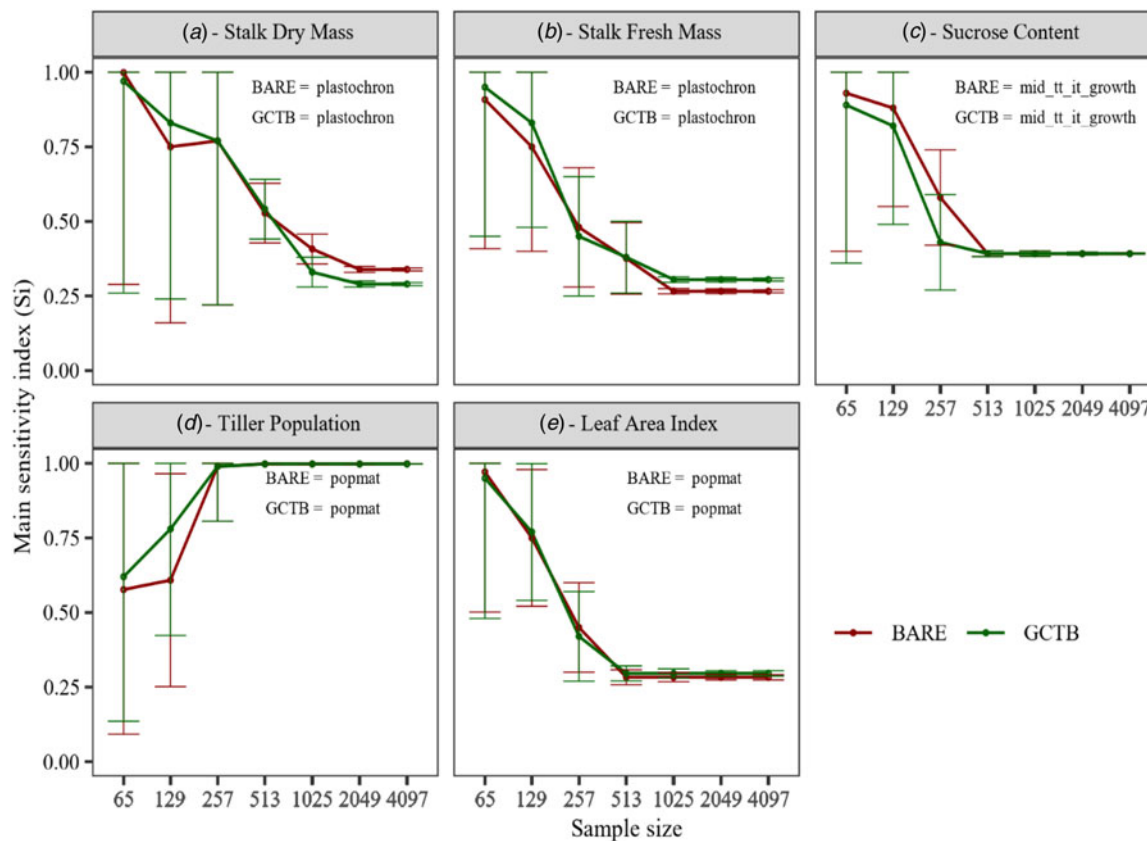 (a) - Stalk Dry Mass
(b) - Stalk Fresh Mass
(c) - Sucrose Content
1.00
0.75
0.50
0.25
0.00
BARE = plastochron
GCTB = plastochron
BARE = plastochron
GCTB = plastochron
BARE = mid_tt_it_growth
GCTB = mid_tt_it_growth
65 129 257 513 1025 2049 4097
Main sensitivity index (Si)
(d) - Tiller Population
(e) - Leaf Area Index
1.00
0.75
0.50
0.25
0.00
BARE = popmat
GCTB = popmat
BARE = popmat
GCTB = popmat
BARE GCTB
65 129 257 513 1025 2049 4097
65 129 257 513 1025 2049 4097
Sample size